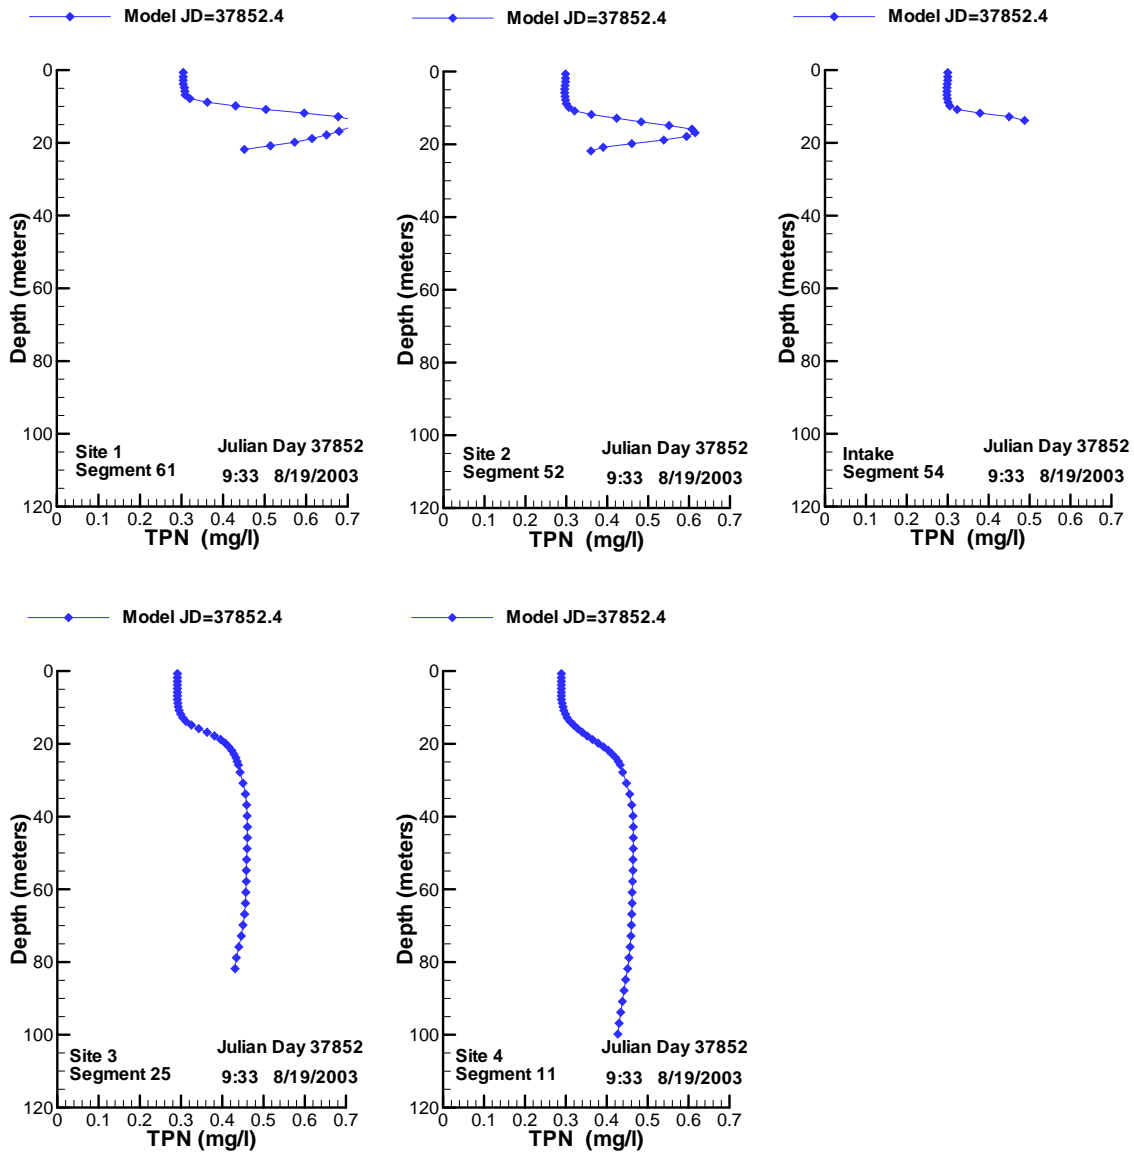 Model JD=37852.4
0
20
40
60
80
100
120
Depth (meters)
Site 1
Segment 61
Julian Day 37852
9:33 8/19/2003
0 0.1 0.2 0.3 0.4 0.5 0.6 0.7
TPN (mg/l)
Model JD=37852.4
0
20
40
60
80
100
120
Depth (meters)
Site 2
Segment 52
Julian Day 37852
9:33 8/19/2003
0 0.1 0.2 0.3 0.4 0.5 0.6 0.7
TPN (mg/l)
Model JD=37852.4
0
20
40
60
80
100
120
Depth (meters)
Intake
Segment 54
Julian Day 37852
9:33 8/19/2003
0 0.1 0.2 0.3 0.4 0.5 0.6 0.7
TPN (mg/l)
Model JD=37852.4
0
20
40
60
80
100
120
Depth (meters)
Site 3
Segment 25
Julian Day 37852
9:33 8/19/2003
0 0.1 0.2 0.3 0.4 0.5 0.6 0.7
TPN (mg/l)
Model JD=37852.4
0
20
40
60
80
100
120
Depth (meters)
Site 4
Segment 11
Julian Day 37852
9:33 8/19/2003
0 0.1 0.2 0.3 0.4 0.5 0.6 0.7
TPN (mg/l)